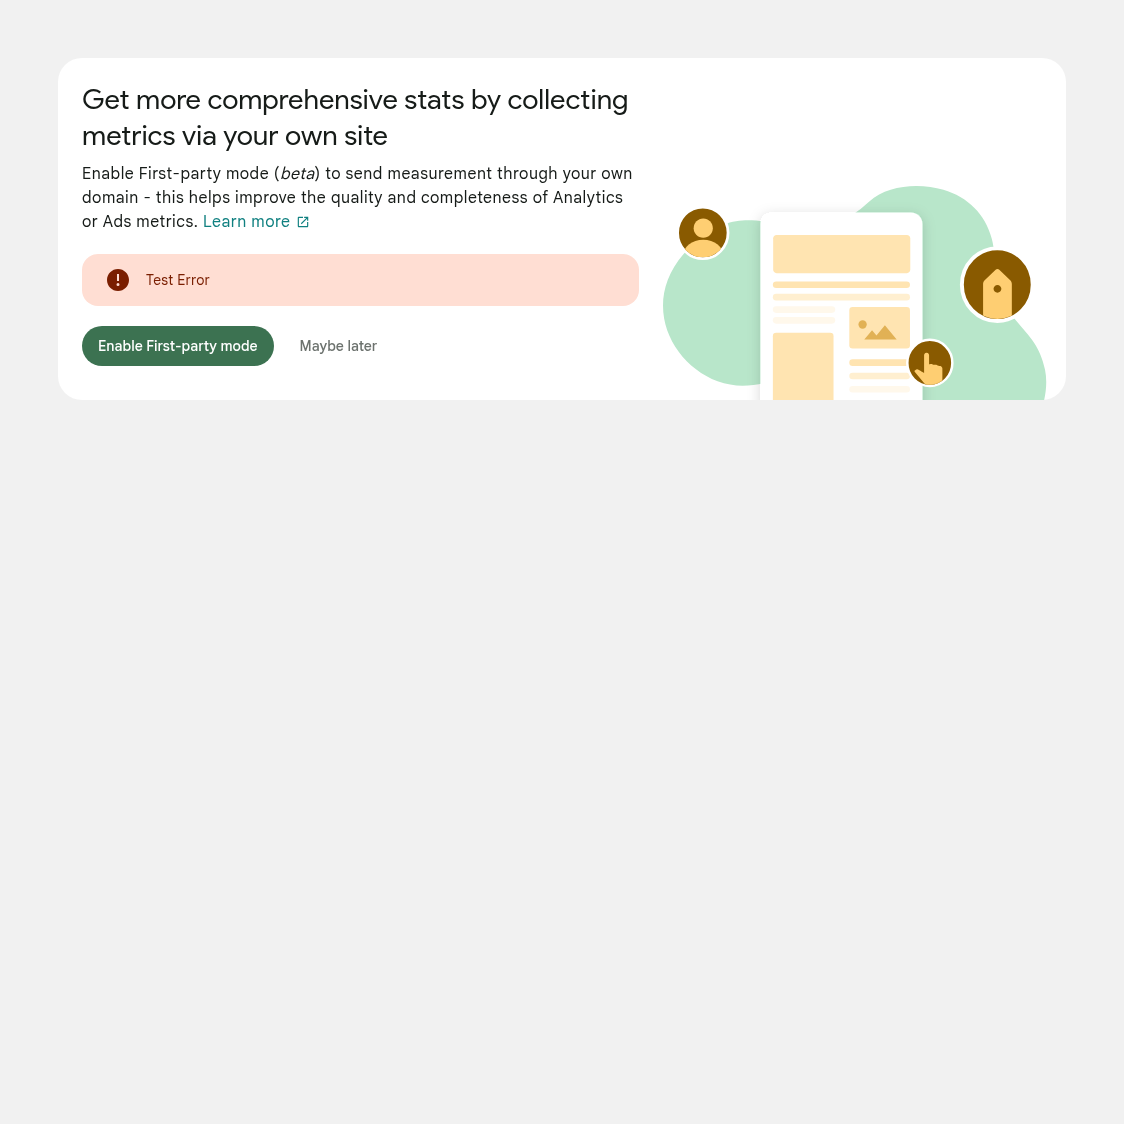 Get more comprehensive stats by collecting
metrics via your own site
Enable First-party mode (beta) to send measurement through your own
domain - this helps improve the quality and completeness of Analytics
or Ads metrics. Learn more
Test Error
Enable First-party mode
Maybe later